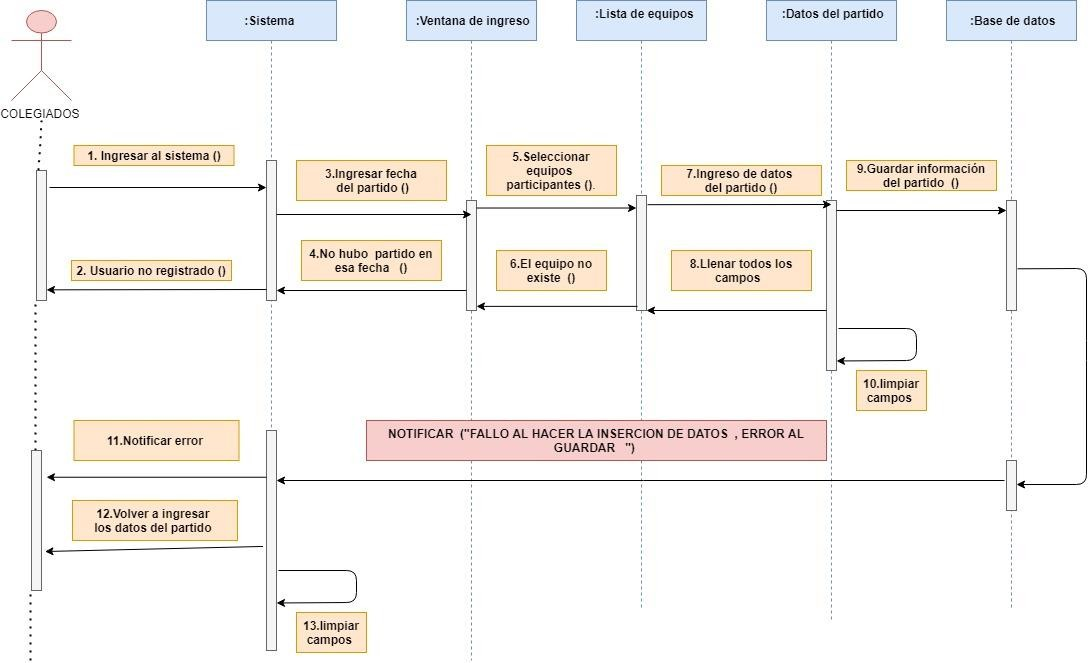 :Sistema
:Ventana de ingreso
:Lista de equipos
:Datos del partido
:Base de datos
COLEGIADOS
1. Ingresar al sistema ()
3.Ingresar fecha
del partido ()
5.Seleccionar
equipos
participantes ().
7.Ingreso de datos
del partido ()
9.Guardar información
del partido ()
2. Usuario no registrado ()
4.No hubo partido en
esa fecha ()
6.El equipo no
existe ()
8.Llenar todos los
campos
10.limpiar
campos
11.Notificar error
NOTIFICAR ("FALLO AL HACER LA INSERCION DE DATOS , ERROR AL
GUARDAR ")
12.Volver a ingresar
los datos del partido
13.limpiar
campos